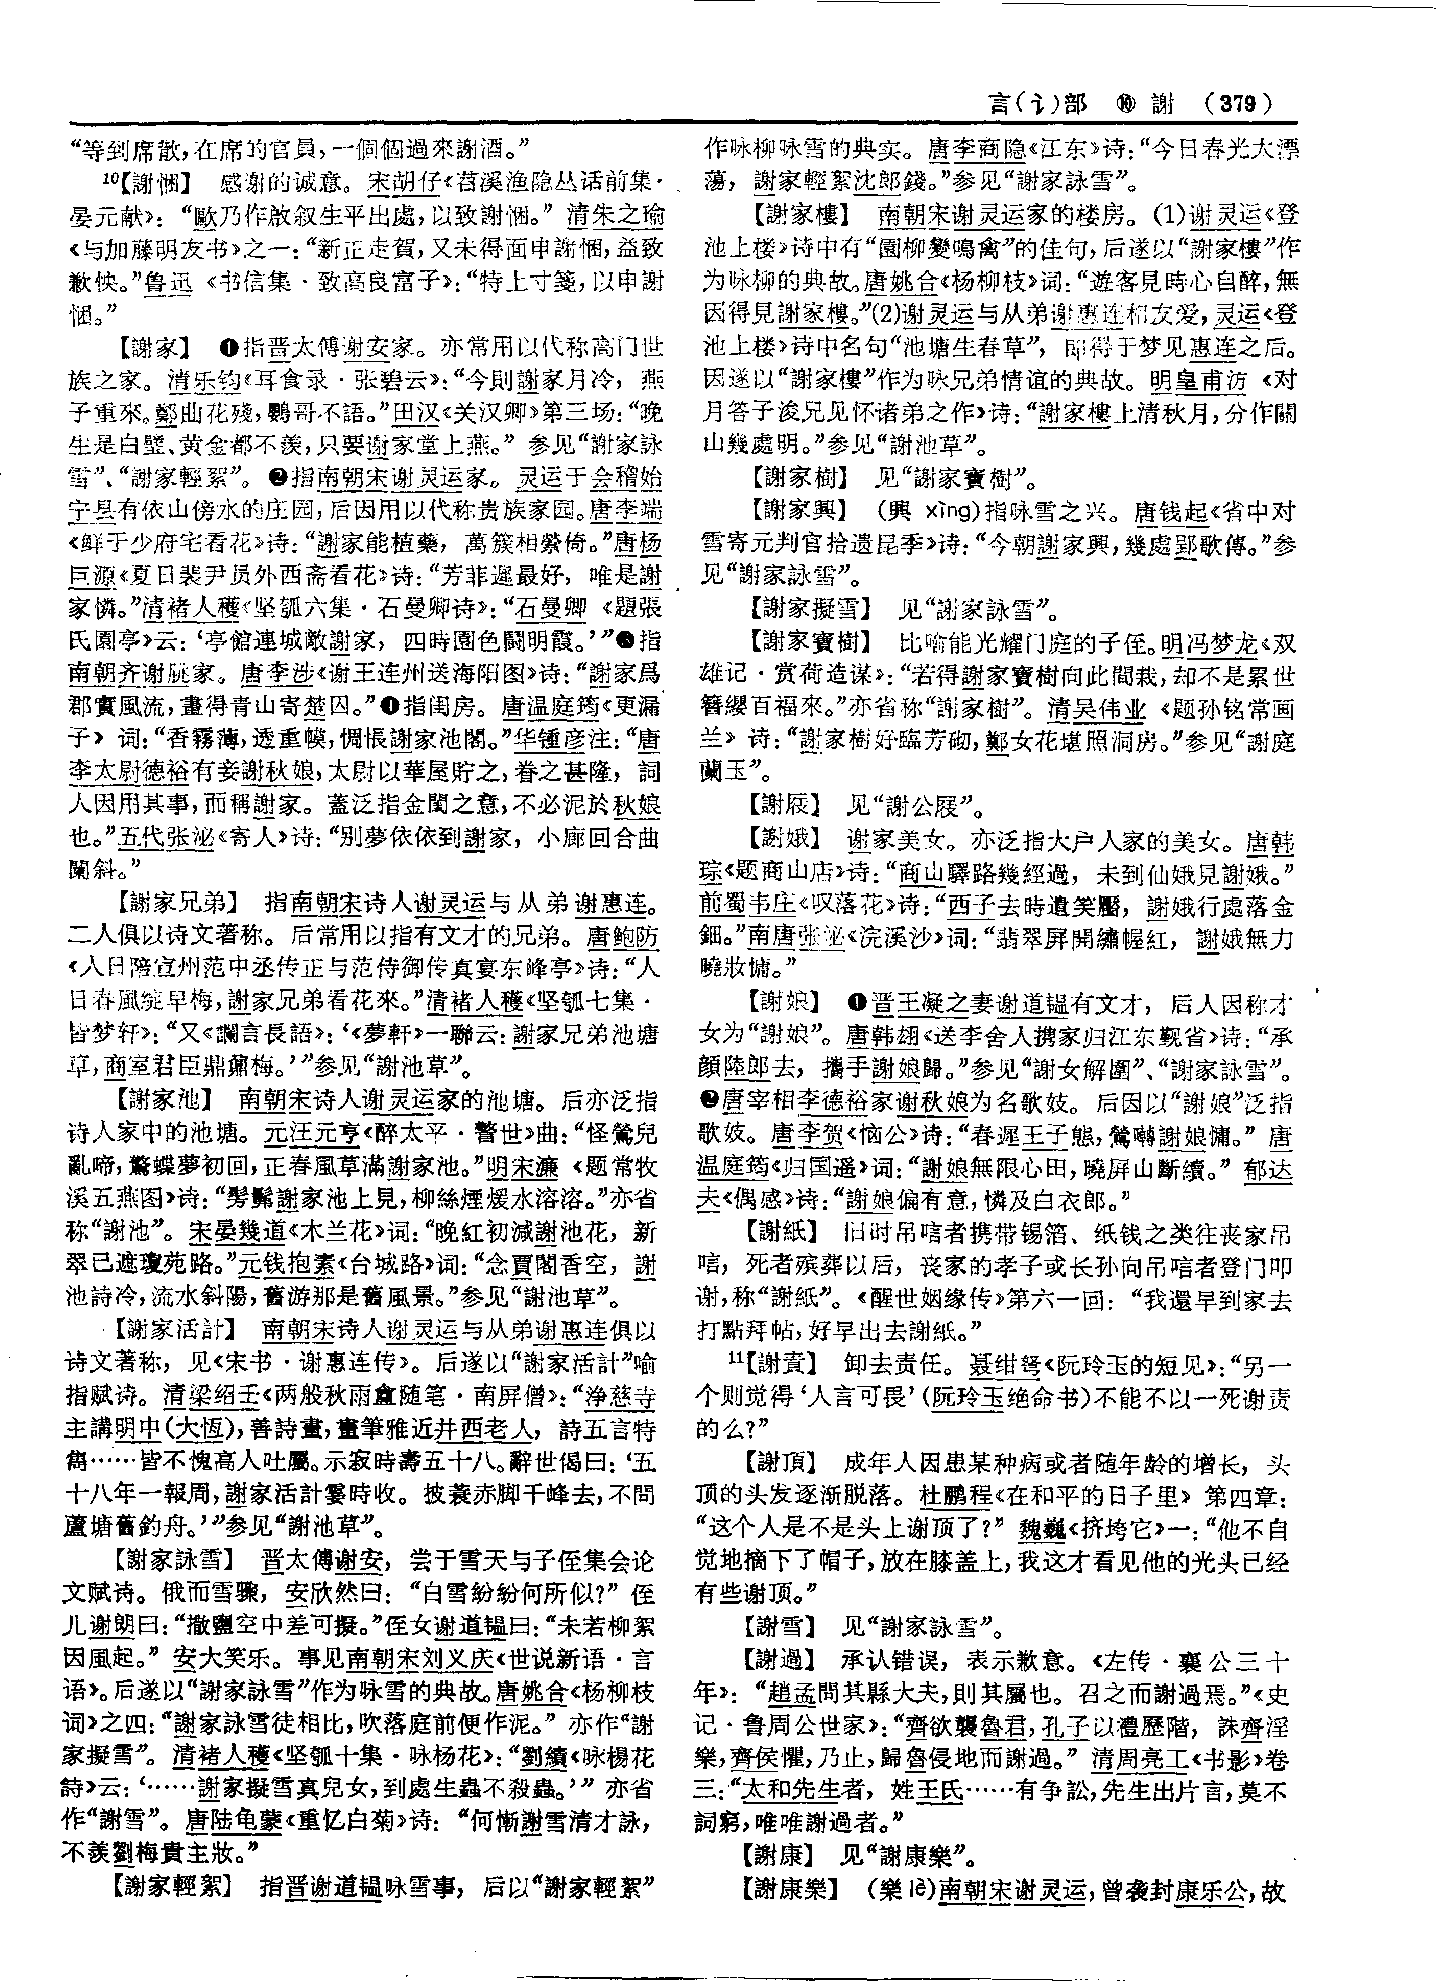 言(讠)部 ⑩ 謝 (379)
“等到席散,在席的官員,一個個過來謝酒。”
10【謝悃】 感谢的诚意。宋胡仔《苕溪渔隐丛话前集·
晏元献》：“歐乃作啟叙生平出處,以致謝悃。” 清朱之瑜
《与加藤明友书》之一：“新正走賀,又未得面申謝悃,益致
歉怏。”鲁迅《书信集·致高良富子》：“特上寸箋,以申謝
悃。”
【謝家】 ❶指晋太傅谢安家。亦常用以代称高门世
族之家。清乐钧《耳食录·张碧云》：“今則謝家月冷，燕
子重來。鄭曲花殘,鸚哥不語。”田汉《关汉卿》第三场：“晚
生是白璧、黄金都不羡,只要谢家堂上燕。” 参见“謝家詠
雪”、“謝家輕絮”。❷指南朝宋谢灵运家。灵运于会稽始
宁县有依山傍水的庄园,后因用以代称贵族家园。唐李端
《鲜于少府宅看花》诗：“謝家能植藥，萬簇相縈倚。”唐杨
巨源《夏日裴尹员外西斋看花》诗：“芳菲遲最好，唯是謝
家憐。”清褚人穫《坚瓠六集·石曼卿诗》：“石曼卿《題張
氏園亭》云：‘亭館連城敵謝家，四時園色鬭明霞。’”❸指
南朝齐谢朓家。唐李涉《谢王连州送海阳图》诗：“謝家爲
郡實風流,畫得青山寄楚囚。”❹指闺房。唐温庭筠《更漏
子》词：“香霧薄,透重幙,惆悵謝家池閣。”华锺彦注：“唐
李太尉德裕有妾謝秋娘,太尉以華屋貯之,眷之甚隆，詞
人因用其事,而稱謝家。蓋泛指金閨之意,不必泥於秋娘
也。”五代张泌《寄人》诗：“别夢依依到謝家，小廊回合曲
闌斜。”
【謝家兄弟】 指南朝宋诗人谢灵运与从弟谢惠连。
二人俱以诗文著称。后常用以指有文才的兄弟。唐鲍防
《人日陪宣州范中丞传正与范侍御传真宴东峰亭》诗：“人
日春風綻早梅,謝家兄弟看花來。”清褚人穫《坚瓠七集·
皆梦轩》：“又《讕言長語》：‘《夢軒》一聯云：謝家兄弟池塘
草,商室君臣鼎鼐梅。’”参见“謝池草”。
【謝家池】 南朝宋诗人谢灵运家的池塘。后亦泛指
诗人家中的池塘。元汪元亨《醉太平·警世》曲：“怪鶯兒
亂啼,驚蝶夢初回,正春風草滿謝家池。”明宋濂《题常牧
溪五燕图》诗：“髣髴謝家池上見,柳絲煙煖水溶溶。”亦省
称“謝池”。宋晏幾道《木兰花》词：“晚紅初減謝池花，新
翠已遮瓊苑路。”元钱抱素《台城路》词：“念賈閣香空，謝
池詩冷,流水斜陽,舊游那是舊風景。”参见“謝池草”。
【謝家活計】 南朝宋诗人谢灵运与从弟谢惠连俱以
诗文著称，见《宋书·谢惠连传》。后遂以“謝家活計”喻
指赋诗。清梁绍壬《两般秋雨盦随笔·南屏僧》：“净慈寺
主講明中(大恆),善詩畫,畫筆雅近井西老人，詩五言特
雋……皆不愧高人吐屬。示寂時壽五十八。辭世偈曰：‘五
十八年一報周,謝家活計霎時收。披蓑赤脚千峰去,不問
蘆塘舊釣舟。’”参见“謝池草”。
【謝家詠雪】 晋太傅谢安，尝于雪天与子侄集会论
文赋诗。俄而雪骤，安欣然曰：“白雪紛紛何所似?” 侄
儿谢朗曰：“撒鹽空中差可擬。”侄女谢道韫曰：“未若柳絮
因風起。” 安大笑乐。事见南朝宋刘义庆《世说新语·言
语》。后遂以“謝家詠雪”作为咏雪的典故。唐姚合《杨柳枝
词》之四：“謝家詠雪徒相比,吹落庭前便作泥。” 亦作“謝
家擬雪”。清褚人穫《坚瓠十集·咏杨花》：“劉績《咏楊花
詩》云：‘……謝家擬雪真兒女,到處生蟲不殺蟲。’” 亦省
作“謝雪”。唐陆龟蒙《重忆白菊》诗：“何慚謝雪清才詠，
不羨劉梅貴主妝。”
【謝家輕絮】 指晋谢道韫咏雪事，后以“謝家輕絮”
作咏柳咏雪的典实。唐李商隐《江东》诗：“今日春光太漂
蕩，謝家輕絮沈郎錢。”参见“謝家詠雪”。
【謝家樓】 南朝宋谢灵运家的楼房。(1)谢灵运《登
池上楼》诗中有“園柳變鳴禽”的佳句,后遂以“謝家樓”作
为咏柳的典故。唐姚合《杨柳枝》词：“遊客見時心自醉,無
因得見謝家樓。”(2)谢灵运与从弟谢惠连相友爱,灵运《登
池上楼》诗中名句“池塘生春草”，即得于梦见惠连之后。
因遂以“謝家樓”作为咏兄弟情谊的典故。明皇甫汸《对
月答子浚兄见怀诸弟之作》诗：“謝家樓上清秋月,分作關
山幾處明。”参见“謝池草”。
【謝家樹】 见“謝家寶樹”。
【謝家興】 (興 xìng)指咏雪之兴。唐钱起《省中对
雪寄元判官拾遗昆季》诗：“今朝謝家興,幾處郢歌傳。”参
见“謝家詠雪”。
【謝家擬雪】 见“謝家詠雪”。
【謝家寶樹】 比喻能光耀门庭的子侄。明冯梦龙《双
雄记·赏荷造谋》：“若得謝家寶樹向此間栽,却不是累世
簪纓百福來。”亦省称“謝家樹”。清吴伟业《题孙铭常画
兰》诗：“謝家樹好臨芳砌,鄭女花堪照洞房。”参见“謝庭
蘭玉”。
【謝屐】 见“謝公屐”。
【謝娥】 谢家美女。亦泛指大户人家的美女。唐韩
琮《题商山店》诗：“商山驛路幾經過，未到仙娥見謝娥。”
前蜀韦庄《叹落花》诗：“西子去時遺笑靨，謝娥行處落金
鈿。”南唐张泌《浣溪沙》词：“翡翠屏開繡幄紅，謝娥無力
曉妝慵。”
【謝娘】 ❶晋王凝之妻谢道韫有文才，后人因称才
女为“謝娘”。唐韩翃《送李舍人携家归江东觐省》诗：“承
顔陸郎去，攜手謝娘歸。”参见“謝女解圍”、“謝家詠雪”。
❷唐宰相李德裕家谢秋娘为名歌妓。后因以“謝娘”泛指
歌妓。唐李贺《恼公》诗：“春遲王子態,鶯囀謝娘慵。” 唐
温庭筠《归国遥》词：“謝娘無限心曲,曉屏山斷續。” 郁达
夫《偶感》诗：“謝娘偏有意,憐及白衣郎。”
【謝紙】 旧时吊唁者携带锡箔、纸钱之类往丧家吊
唁，死者殡葬以后，丧家的孝子或长孙向吊唁者登门叩
谢,称“謝紙”。《醒世姻缘传》第六一回：“我還早到家去
打點拜帖,好早出去謝紙。”
11【謝責】 卸去责任。聂绀弩《阮玲玉的短见》：“另一
个则觉得‘人言可畏’(阮玲玉绝命书)不能不以一死谢责
的么?”
【謝頂】 成年人因患某种病或者随年龄的增长，头
顶的头发逐渐脱落。杜鹏程《在和平的日子里》第四章：
“这个人是不是头上谢顶了?” 魏巍《挤垮它》一：“他不自
觉地摘下了帽子,放在膝盖上,我这才看见他的光头已经
有些谢顶。”
【謝雪】 见“謝家詠雪”。
【謝過】 承认错误，表示歉意。《左传·襄公三十
年》：“趙孟問其縣大夫,則其屬也。召之而謝過焉。”《史
记·鲁周公世家》：“齊欲襲魯君,孔子以禮歷階，誅齊淫
樂,齊侯懼,乃止,歸魯侵地而謝過。” 清周亮工《书影》卷
三：“太和先生者，姓王氏……有争訟,先生出片言,莫不
詞窮,唯唯謝過者。”
【謝康】 见“謝康樂”。
【謝康樂】 (樂 lè)南朝宋谢灵运,曾袭封康乐公,故